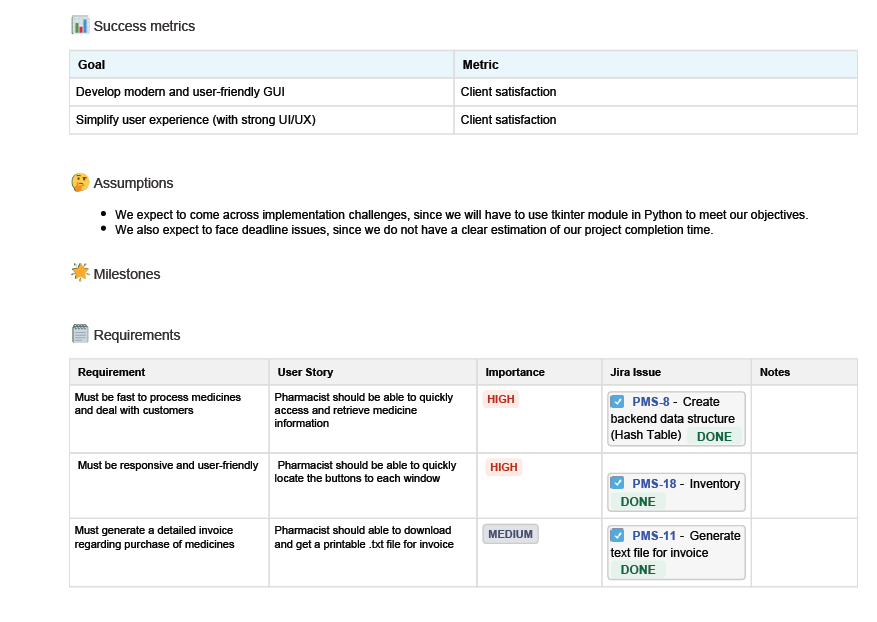 Success metrics
Goal Metric
Develop modern and user-friendly GUI Client satisfaction
Simplify user experience (with strong UI/UX) Client satisfaction
Assumptions
• We expect to come across implementation challenges, since we will have to use tkinter module in Python to meet our objectives.
• We also expect to face deadline issues, since we do not have a clear estimation of our project completion time.
Milestones
Requirements
Requirement User Story Importance Jira Issue Notes
Must be fast to process medicines
and deal with customers
Pharmacist should be able to quickly
access and retrieve medicine
information
HIGH
PMS-8 - Create
backend data structure
(Hash Table) DONE
Must be responsive and user-friendly
Pharmacist should be able to quickly
locate the buttons to each window
HIGH
PMS-18 - Inventory
DONE
Must generate a detailed invoice
regarding purchase of medicines
Pharmacist should able to download
and get a printable .txt file for invoice
MEDIUM
PMS-11 - Generate
text file for invoice
DONE